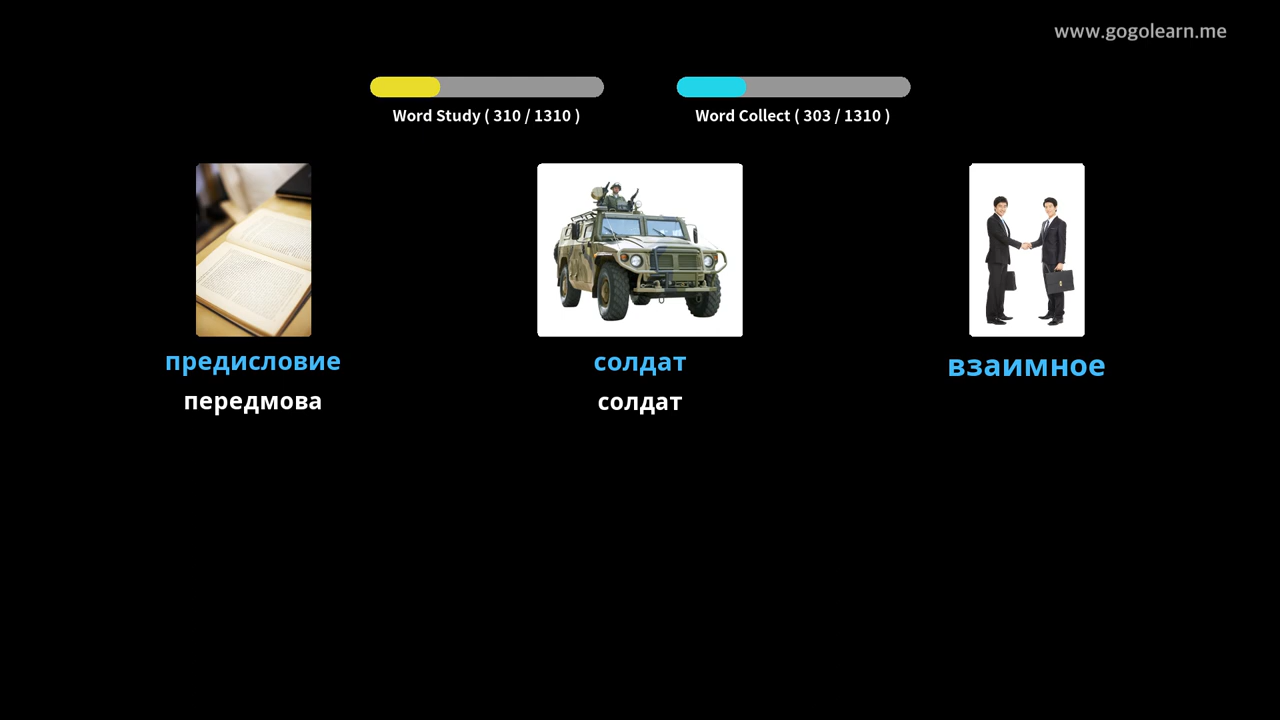 www.gogolearn.me
Word Study ( 310 / 1310 )
Word Collect ( 303 / 1310 )
предисловие
передмова
солдат
солдат
взаимное